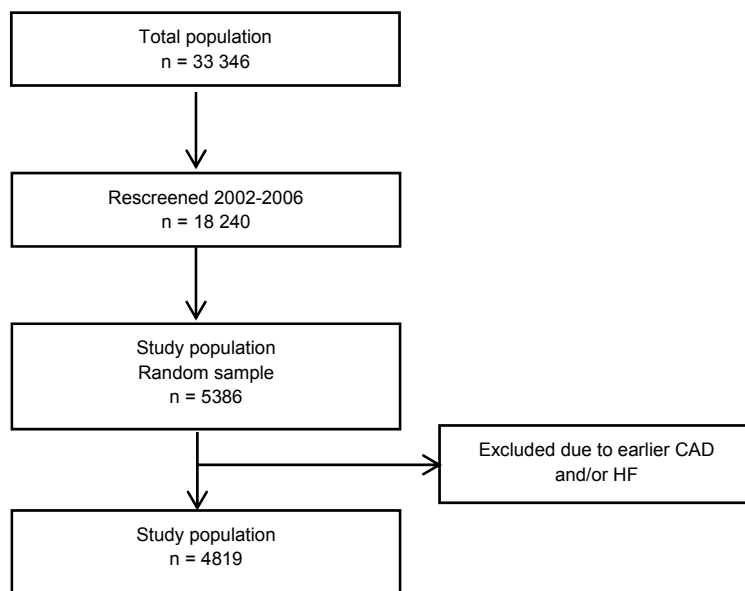 Total population
n = 33 346
Rescreened 2002-2006
n = 18 240
Study population
Random sample
n = 5386
Excluded due to earlier CAD
and/or HF
Study population
n = 4819